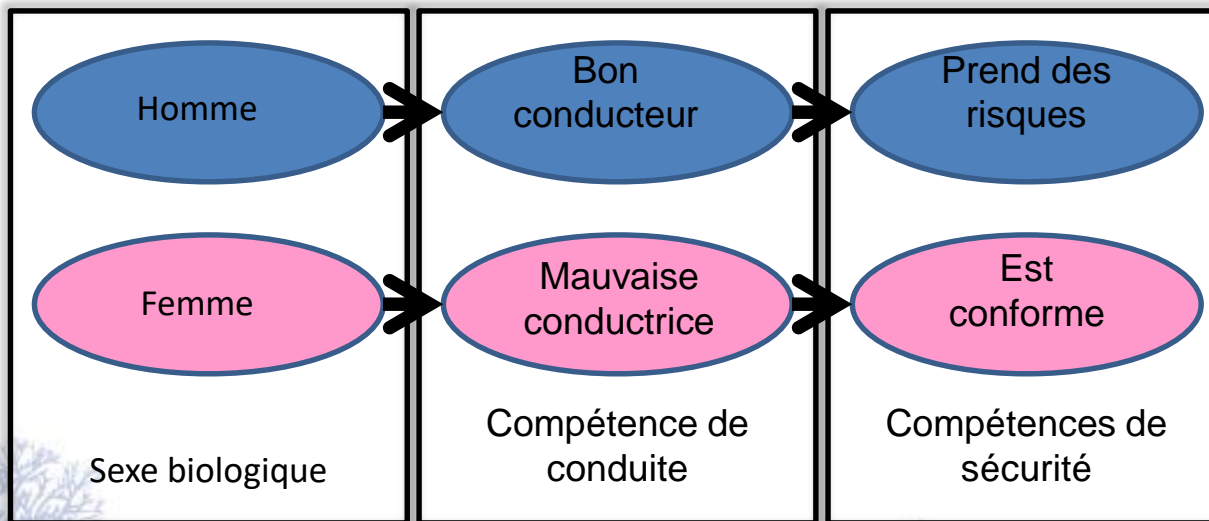 Homme
Bon
conducteur
Prend des
risques
Femme
Mauvaise
conductrice
Est
conforme
Sexe biologique
Compétence de
conduite
Compétences de
sécurité